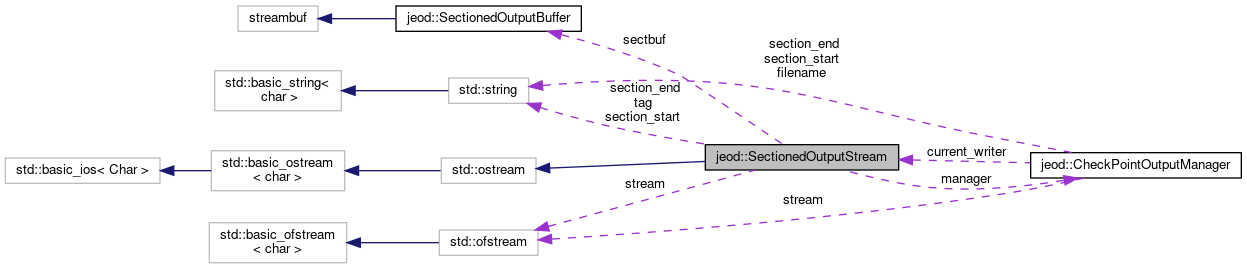 streambuf
jeod::SectionedOutputBuffer
sectbuf
section_end
section_start
filename
std::basic_string<
char >
std::string
section_end
tag
section_start
std::basic_ios< Char >
std::basic_ostream
< char >
std::ostream
jeod::SectionedOutputStream
current_writer
manager
jeod::CheckPointOutputManager
stream
stream
std::basic_ofstream
< char >
std::ofstream